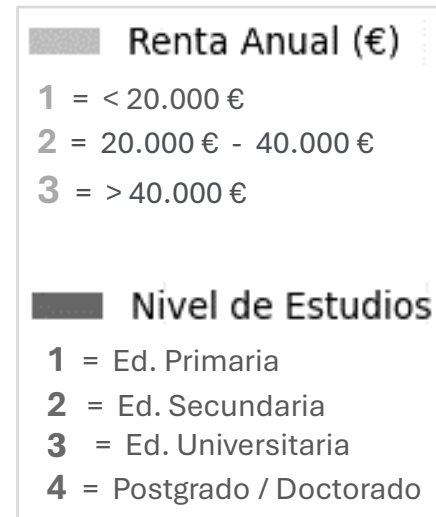 Renta Anual (€)
1 = < 20.000 €
2 = 20.000 € - 40.000 €
3 = > 40.000 €
Nivel de Estudios
1 = Ed. Primaria
2 = Ed. Secundaria
3 = Ed. Universitaria
4 = Postgrado / Doctorado